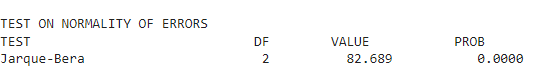 TEST ON NORMALITY OF ERRORS
TEST DF VALUE PROB
Jarque-Bera 2 82.689 0.0000